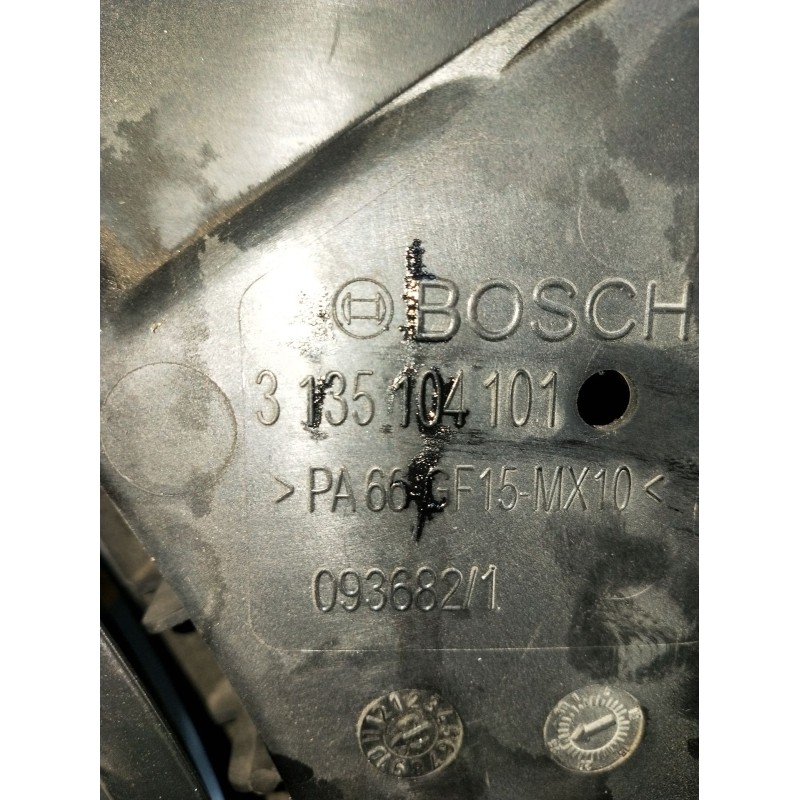 BOSCH
3 135 104 101
>PA 66-GF15-MX10<
093682/1